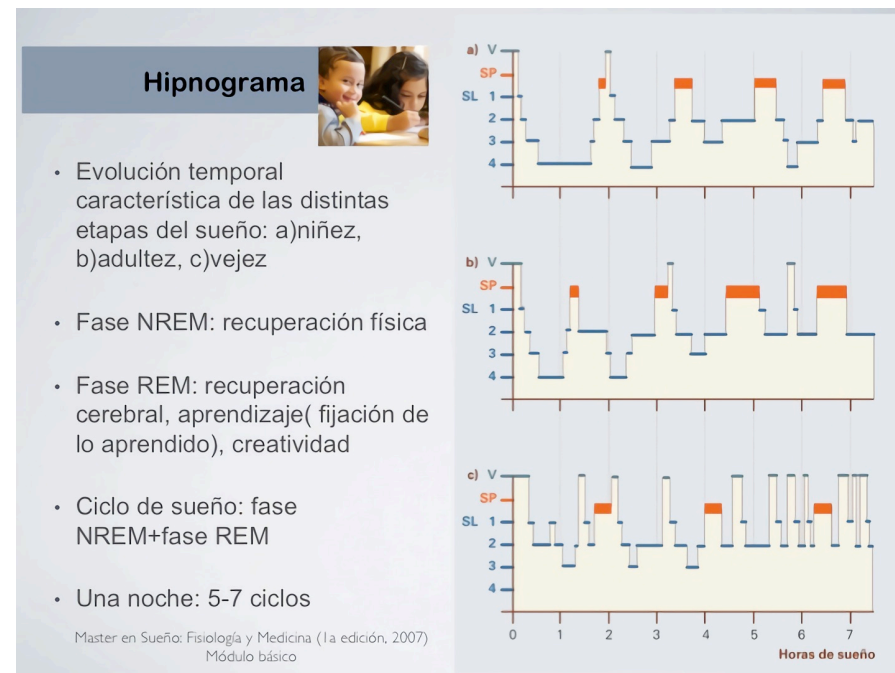 Hipnograma
• Evolución temporal
característica de las distintas
etapas del sueño: a)niñez,
b)adultez, c)vejez
• Fase NREM: recuperación física
• Fase REM: recuperación
cerebral, aprendizaje( fijación de
lo aprendido), creatividad
• Ciclo de sueño: fase
NREM+fase REM
• Una noche: 5-7 ciclos
Master en Sueño: Fisiología y Medicina (1a edición, 2007)
Módulo básico
a) V
SP
SL 1
2
3
4
b) V
SP
SL 1
2
3
4
c) V
SP
SL 1
2
3
4
0 1 2 3 4 5 6 7
Horas de sueño